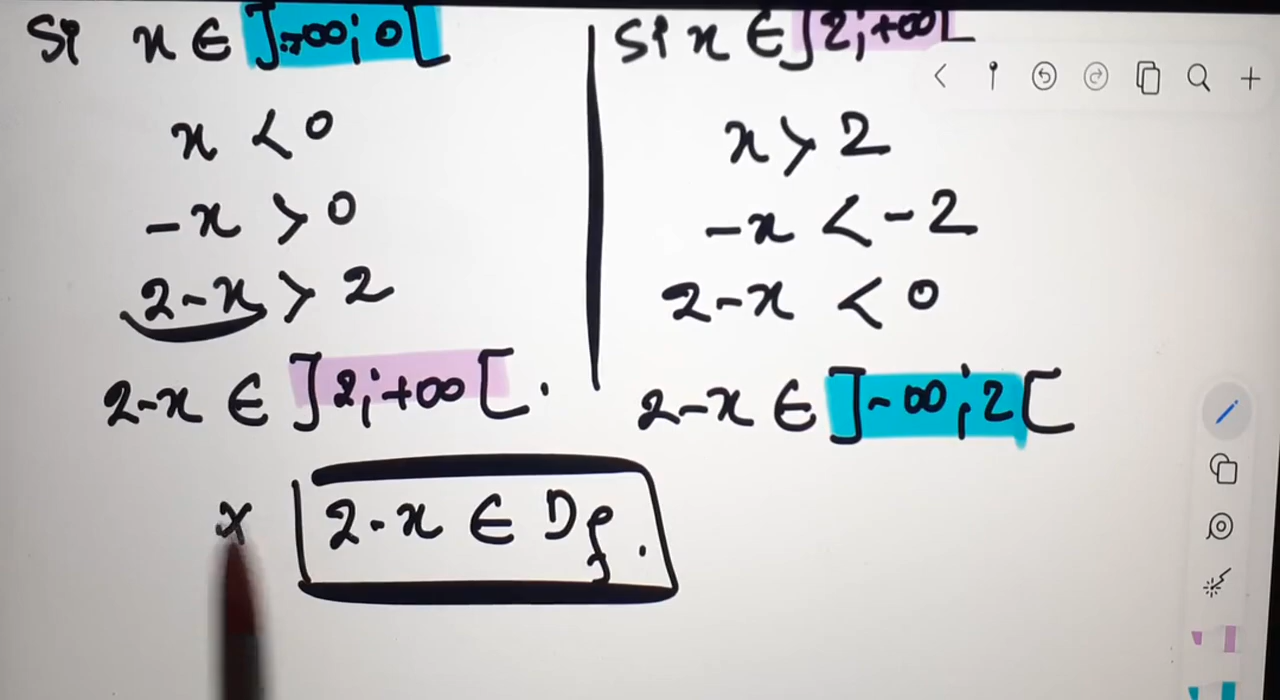 Si x ∈ ]-∞; 0[
x < 0
-x > 0
2-x > 2
2-x ∈ ]2; +∞[.
Si x ∈ ]2; +∞[
x > 2
-x < -2
2-x < 0
2-x ∈ ]-∞; 2[
x 2-x ∈ Df.